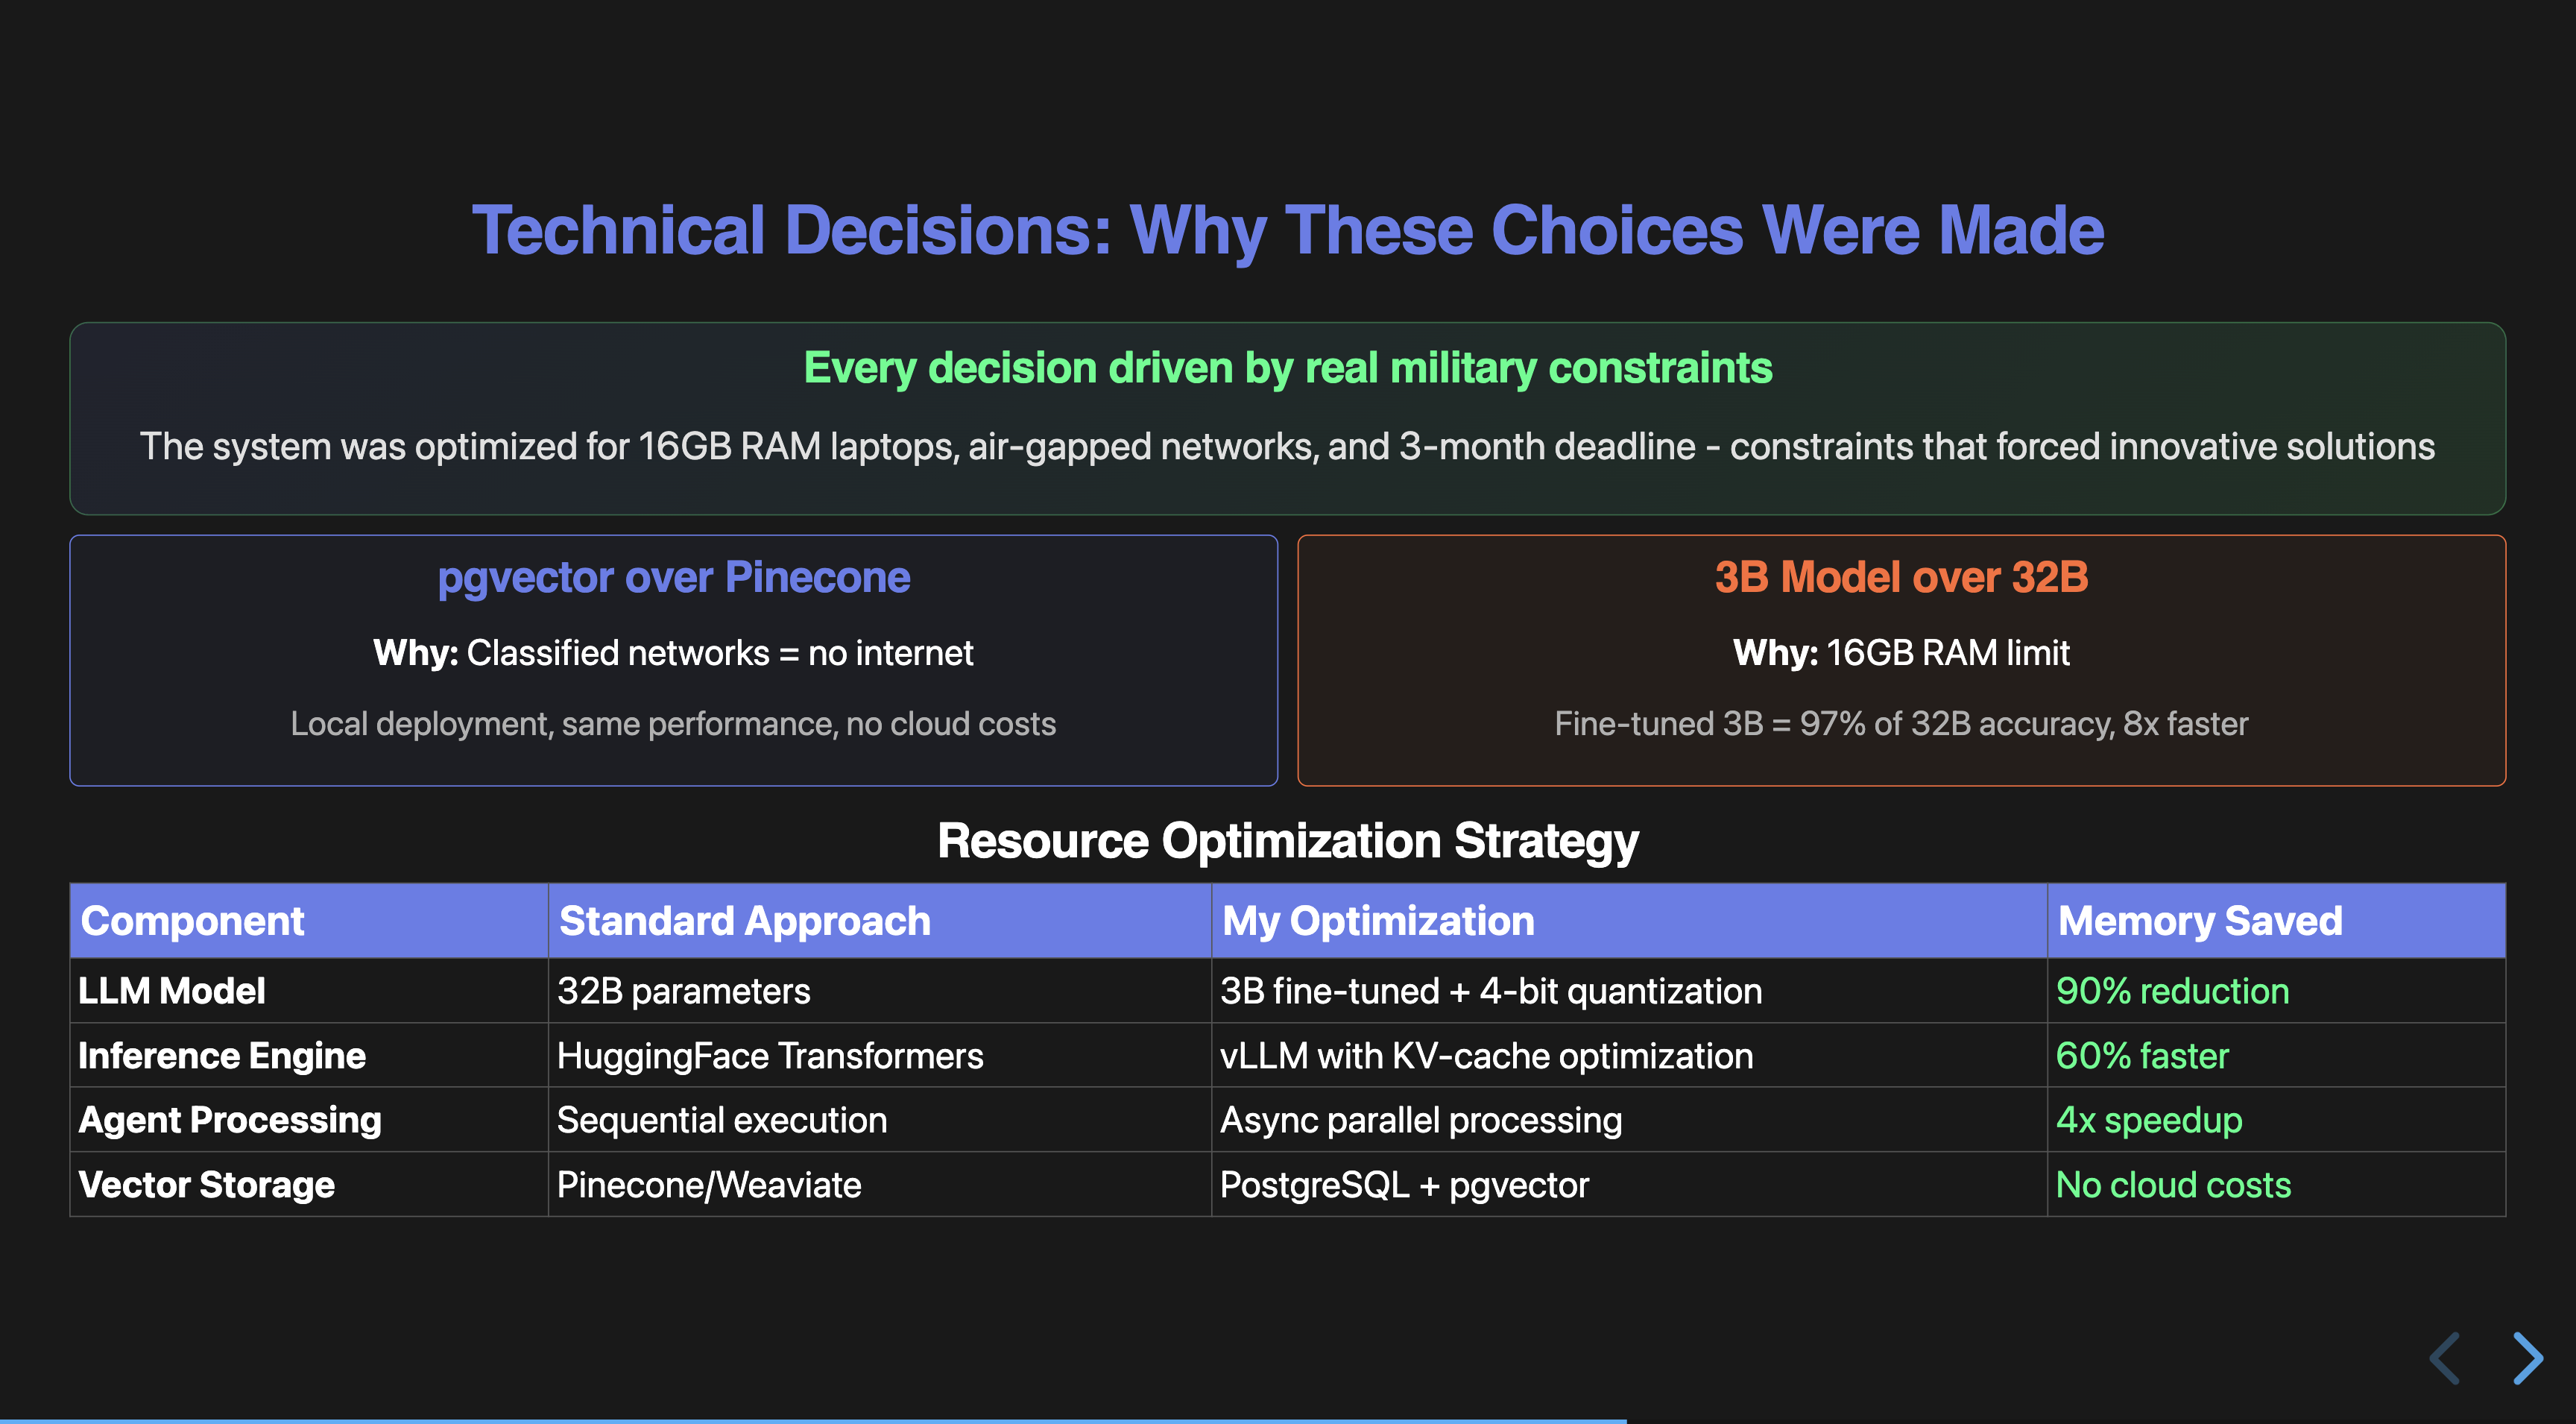 Technical Decisions: Why These Choices Were Made
Every decision driven by real military constraints
The system was optimized for 16GB RAM laptops, air-gapped networks, and 3-month deadline - constraints that forced innovative solutions
pgvector over Pinecone
Why: Classified networks = no internet
Local deployment, same performance, no cloud costs
3B Model over 32B
Why: 16GB RAM limit
Fine-tuned 3B = 97% of 32B accuracy, 8x faster
Resource Optimization Strategy
Component Standard Approach My Optimization Memory Saved
LLM Model 32B parameters 3B fine-tuned + 4-bit quantization 90% reduction
Inference Engine HuggingFace Transformers vLLM with KV-cache optimization 60% faster
Agent Processing Sequential execution Async parallel processing 4x speedup
Vector Storage Pinecone/Weaviate PostgreSQL + pgvector No cloud costs